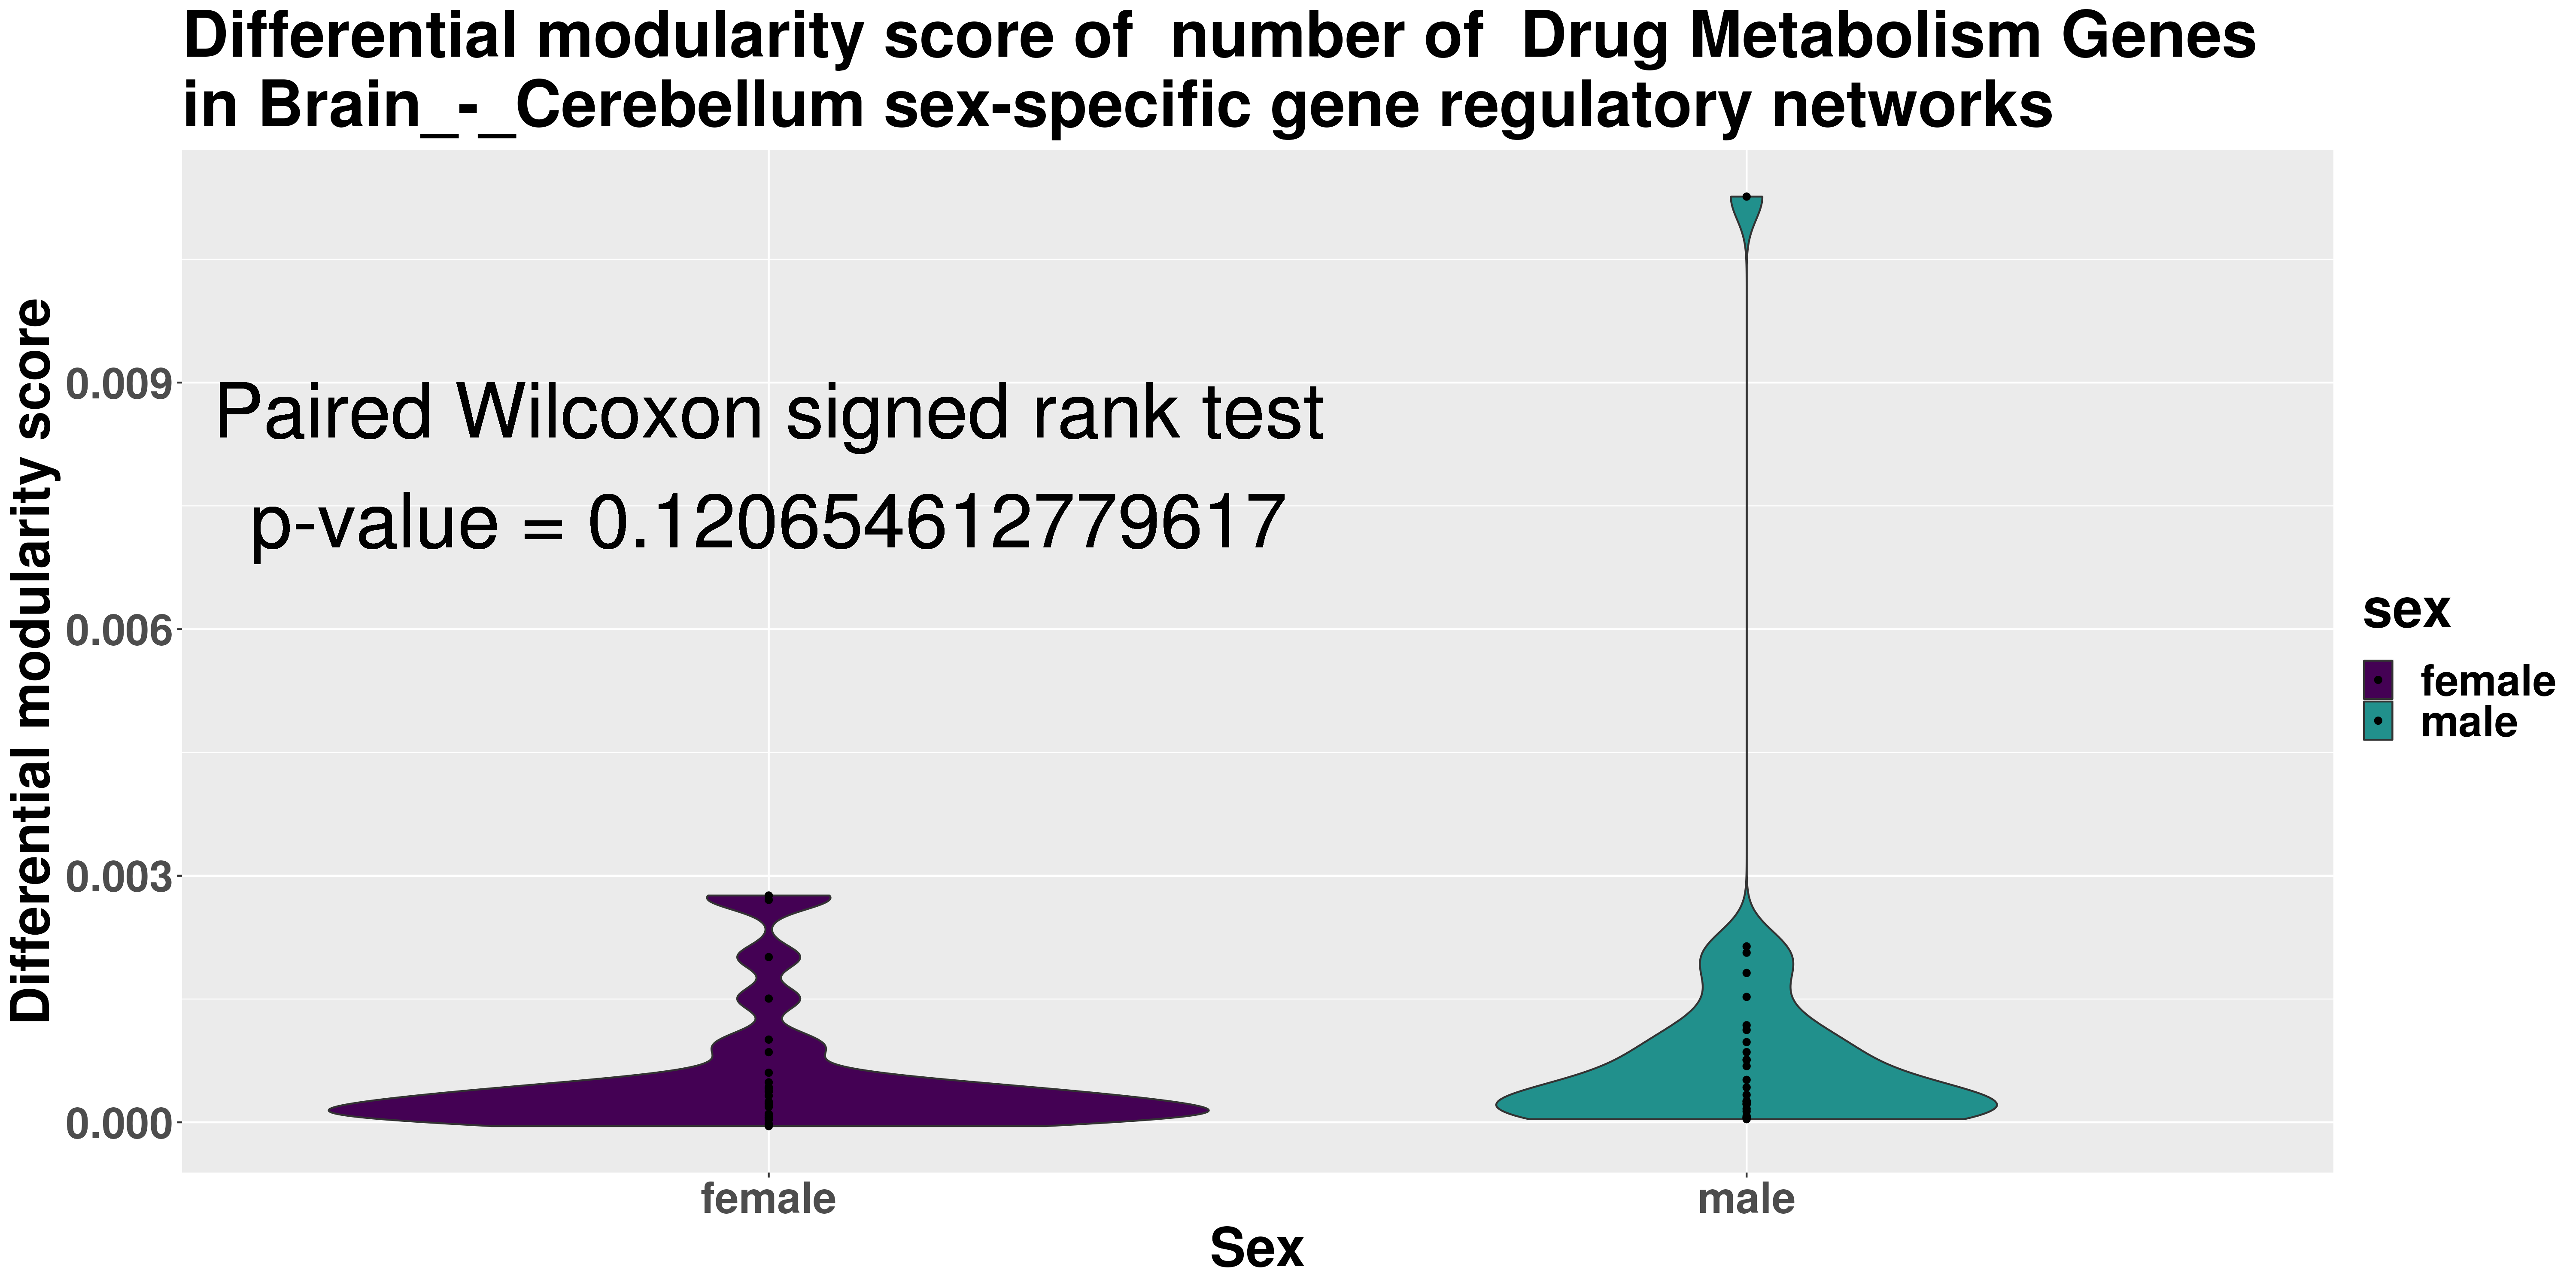 Differential modularity score of  number of  Drug Metabolism Genes
in Brain_-_Cerebellum sex-specific gene regulatory networks
Differential modularity score
0.009
0.006
0.003
0.000
Paired Wilcoxon signed rank test
p-value = 0.120654612779617
female
male
Sex
sex
female
male